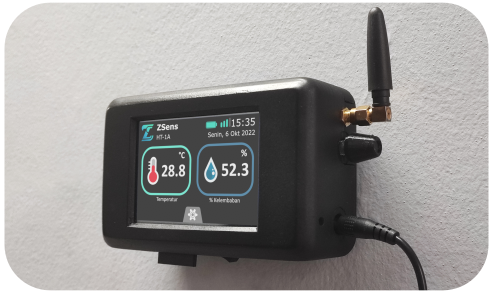 ZSens
HT-1A
15:35
Senin, 6 Okt 2022
°C
28.8
Temperatur
%
52.3
% Kelembaban